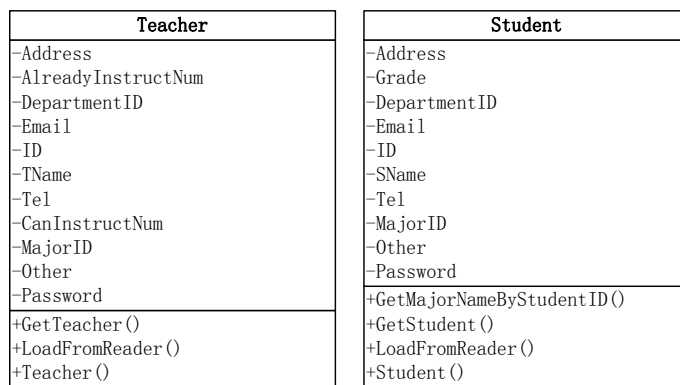 Teacher
-Address
-AlreadyInstructNum
-DepartmentID
-Email
-ID
-TName
-Tel
-CanInstructNum
-MajorID
-Other
-Password
+GetTeacher()
+LoadFromReader()
+Teacher()
Student
-Address
-Grade
-DepartmentID
-Email
-ID
-SName
-Tel
-MajorID
-Other
-Password
+GetMajorNameByStudentID()
+GetStudent()
+LoadFromReader()
+Student()